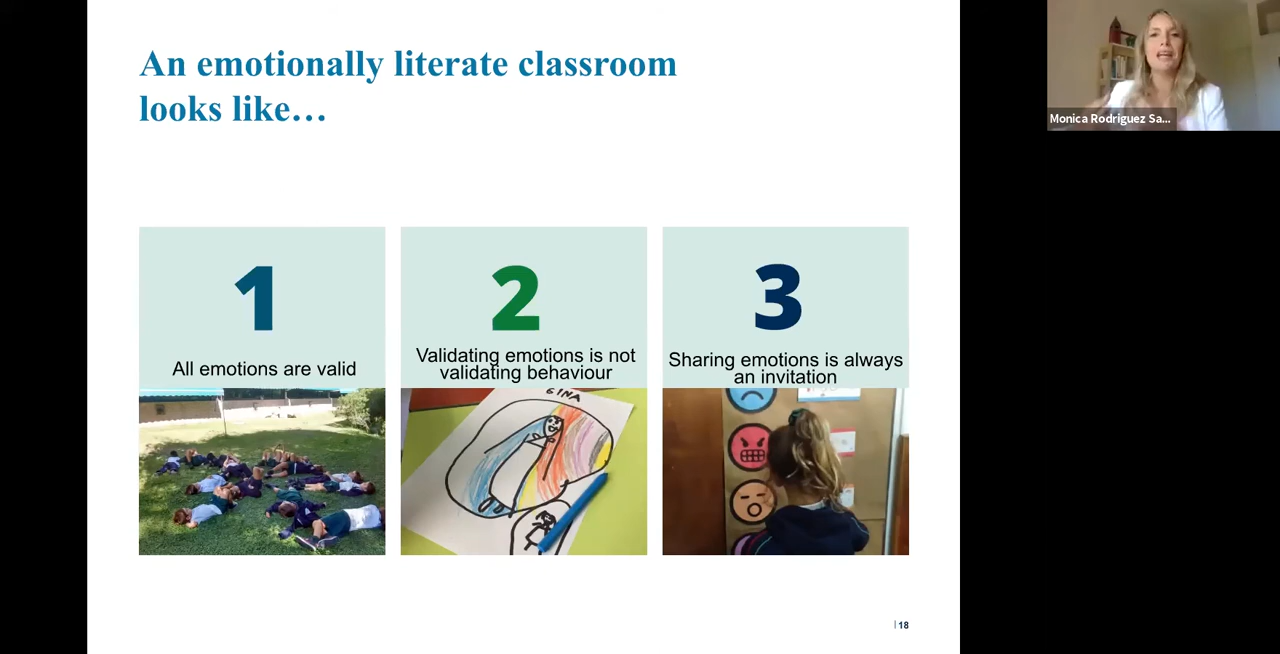 An emotionally literate classroom
looks like…
Monica Rodriguez Sa...
1
2
3
All emotions are valid
Validating emotions is not
validating behaviour
Sharing emotions is always
an invitation
GINA
18